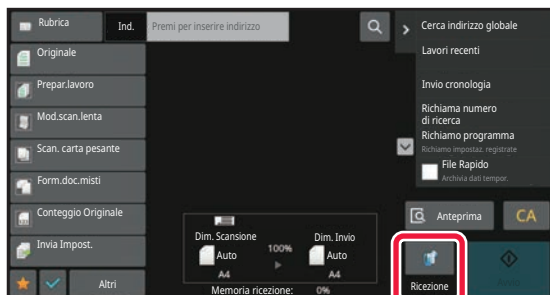 Rubrica
Ind.
Premi per inserire indirizzo
Originale
Prepar.lavoro
Mod.scan.lenta
Scan. carta pesante
Form.doc.misti
Conteggio Originale
Invia Impost.
Altri
Dim. Scansione
100%
Dim. Invio
Auto
Auto
A4
A4
Memoria ricezione: 0%
Cerca indirizzo globale
Lavori recenti
Invio cronologia
Richiama numero
di ricerca
Richiamo programma
Richiamo impostaz. registrate
File Rapido
Archivia dati tempor.
Anteprima
CA
Ricezione